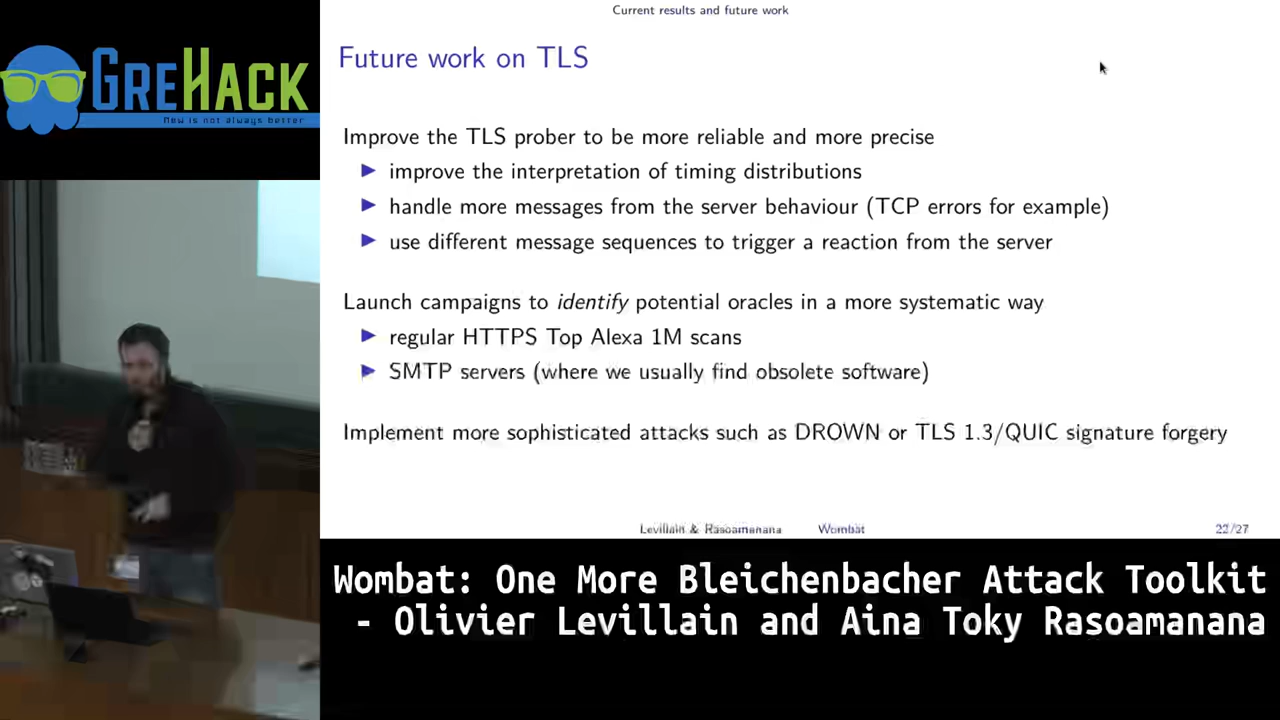 GREHACK
New is not always better
Current results and future work
Future work on TLS
Improve the TLS prober to be more reliable and more precise
improve the interpretation of timing distributions
handle more messages from the server behaviour (TCP errors for example)
use different message sequences to trigger a reaction from the server
Launch campaigns to identify potential oracles in a more systematic way
regular HTTPS Top Alexa 1M scans
SMTP servers (where we usually find obsolete software)
Implement more sophisticated attacks such as DROWN or TLS 1.3/QUIC signature forgery
Levillain & Rasoamanana Wombat 22/27
Wombat: One More Bleichenbacher Attack Toolkit
- Olivier Levillain and Aina Toky Rasoamanana